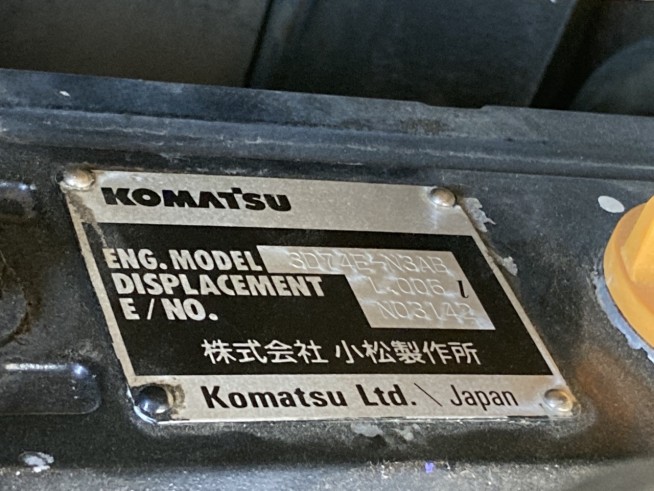 KOMATSU
ENG. MODEL 3D74E-N3AB
DISPLACEMENT 1.006 l
E / NO. N03142
株式会社 小松製作所
Komatsu Ltd. \ Japan